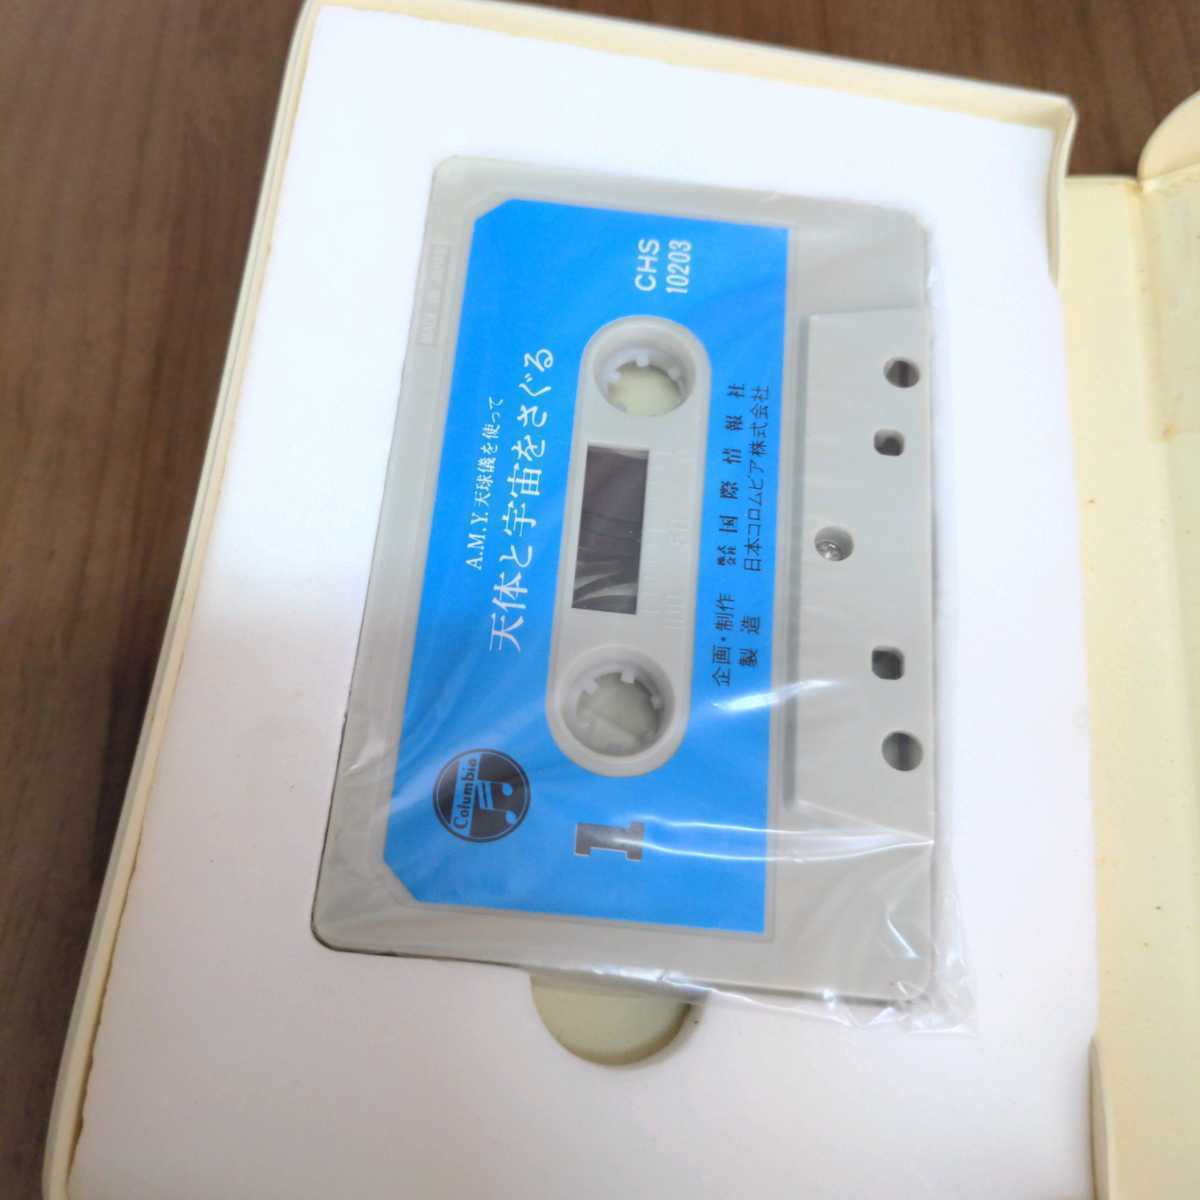 A.M.Y.天球儀を使って
天体と宇宙をさぐる
CHS
10203
Columbia
1
100 50
企画・制作 株式会社 国際情報社
製造 日本コロムビア株式会社